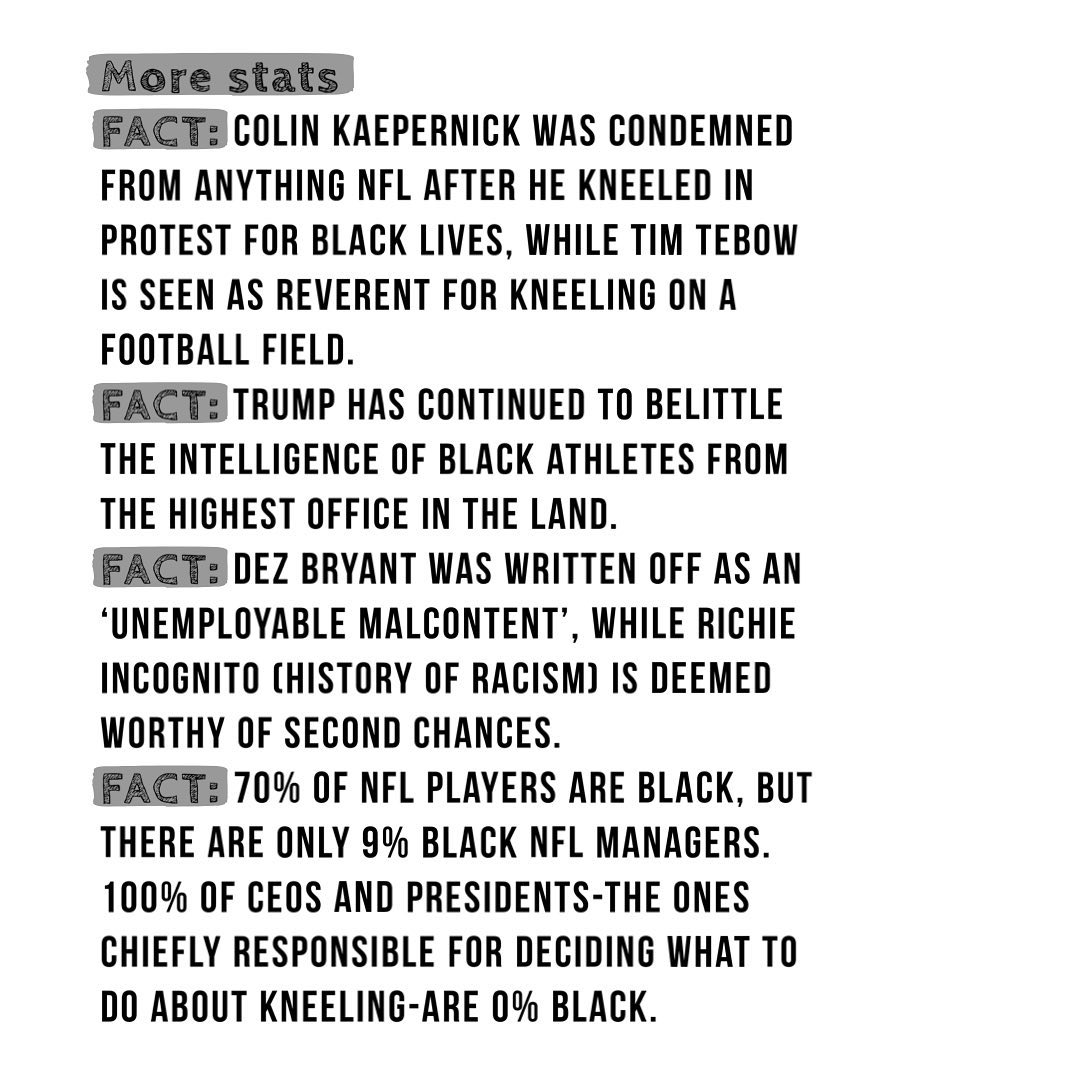 More stats
FACT: COLIN KAEPERNICK WAS CONDEMNED
FROM ANYTHING NFL AFTER HE KNEELED IN
PROTEST FOR BLACK LIVES, WHILE TIM TEBOW
IS SEEN AS REVERENT FOR KNEELING ON A
FOOTBALL FIELD.
FACT: TRUMP HAS CONTINUED TO BELITTLE
THE INTELLIGENCE OF BLACK ATHLETES FROM
THE HIGHEST OFFICE IN THE LAND.
FACT: DEZ BRYANT WAS WRITTEN OFF AS AN
‘UNEMPLOYABLE MALCONTENT’, WHILE RICHIE
INCOGNITO (HISTORY OF RACISM) IS DEEMED
WORTHY OF SECOND CHANCES.
FACT: 70% OF NFL PLAYERS ARE BLACK, BUT
THERE ARE ONLY 9% BLACK NFL MANAGERS.
100% OF CEOS AND PRESIDENTS-THE ONES
CHIEFLY RESPONSIBLE FOR DECIDING WHAT TO
DO ABOUT KNEELING-ARE 0% BLACK.